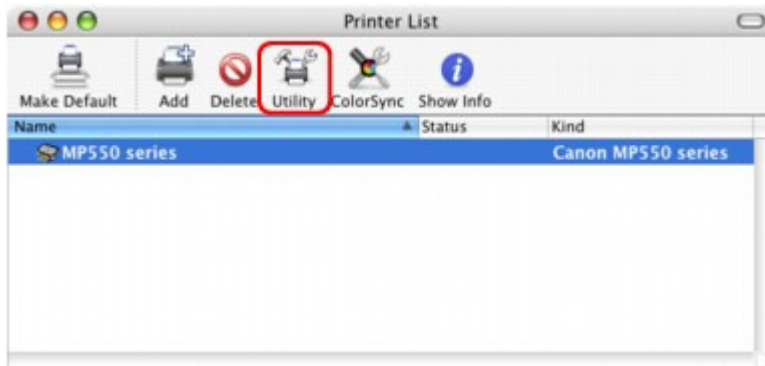 Printer List
Make Default Add Delete Utility ColorSync Show Info
Name Status Kind
MP550 series Canon MP550 series